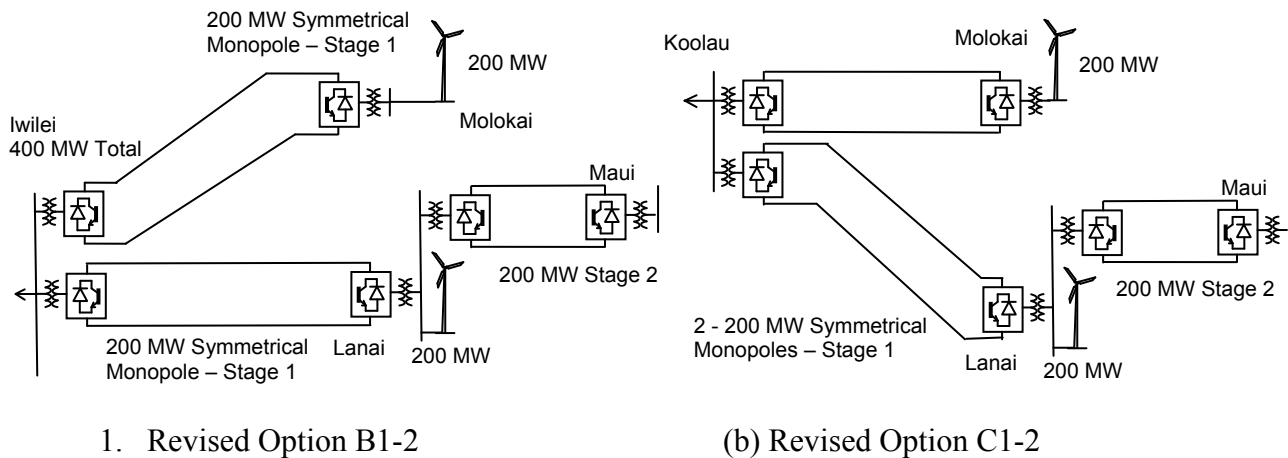 200 MW Symmetrical
Monopole – Stage 1
200 MW
Molokai
Iwilei
400 MW Total
Maui
200 MW Stage 2
200 MW Symmetrical
Monopole – Stage 1
Lanai
200 MW
Koolau
Molokai
200 MW
Maui
200 MW Stage 2
2 - 200 MW Symmetrical
Monopoles – Stage 1
Lanai
200 MW
1. Revised Option B1-2
(b) Revised Option C1-2